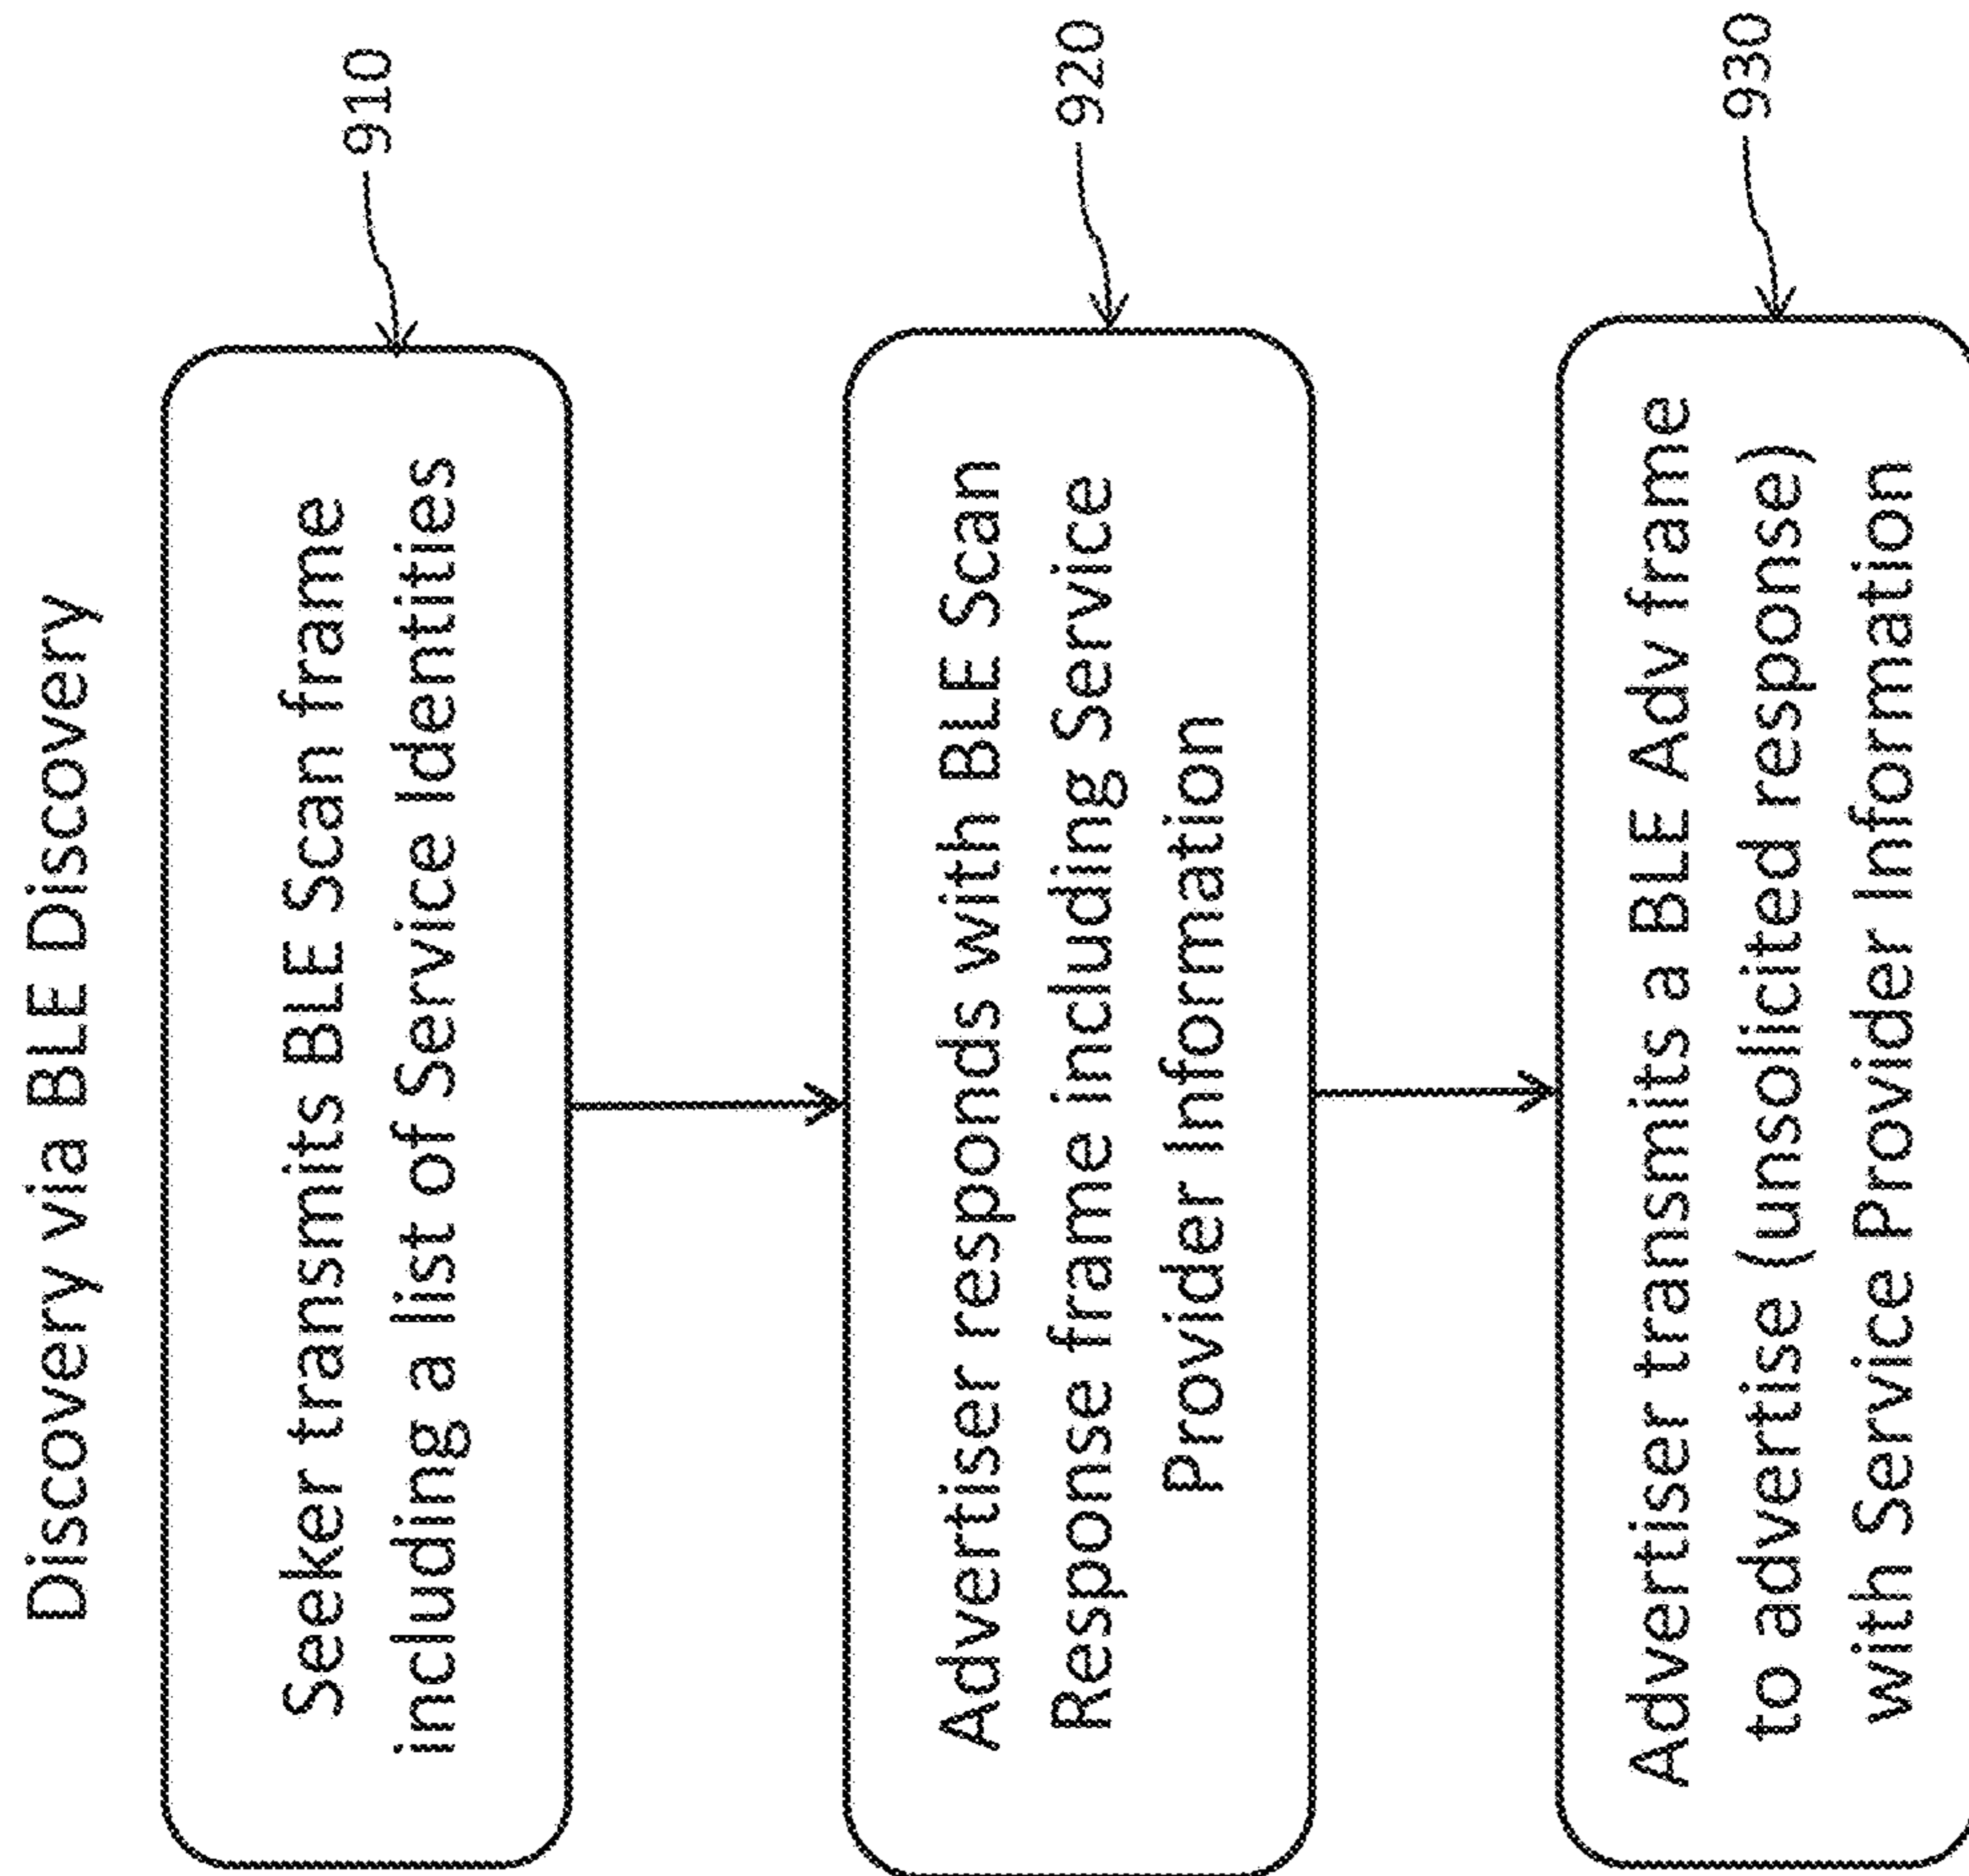 Discovery via BLE Discovery
Seeker transmits BLE Scan frame
including a list of Service Identities
910
Advertiser responds with BLE Scan
Response frame including Service
Provider Information
920
Advertiser transmits a BLE Adv frame
to advertise (unsolicited response)
with Service Provider Information
930